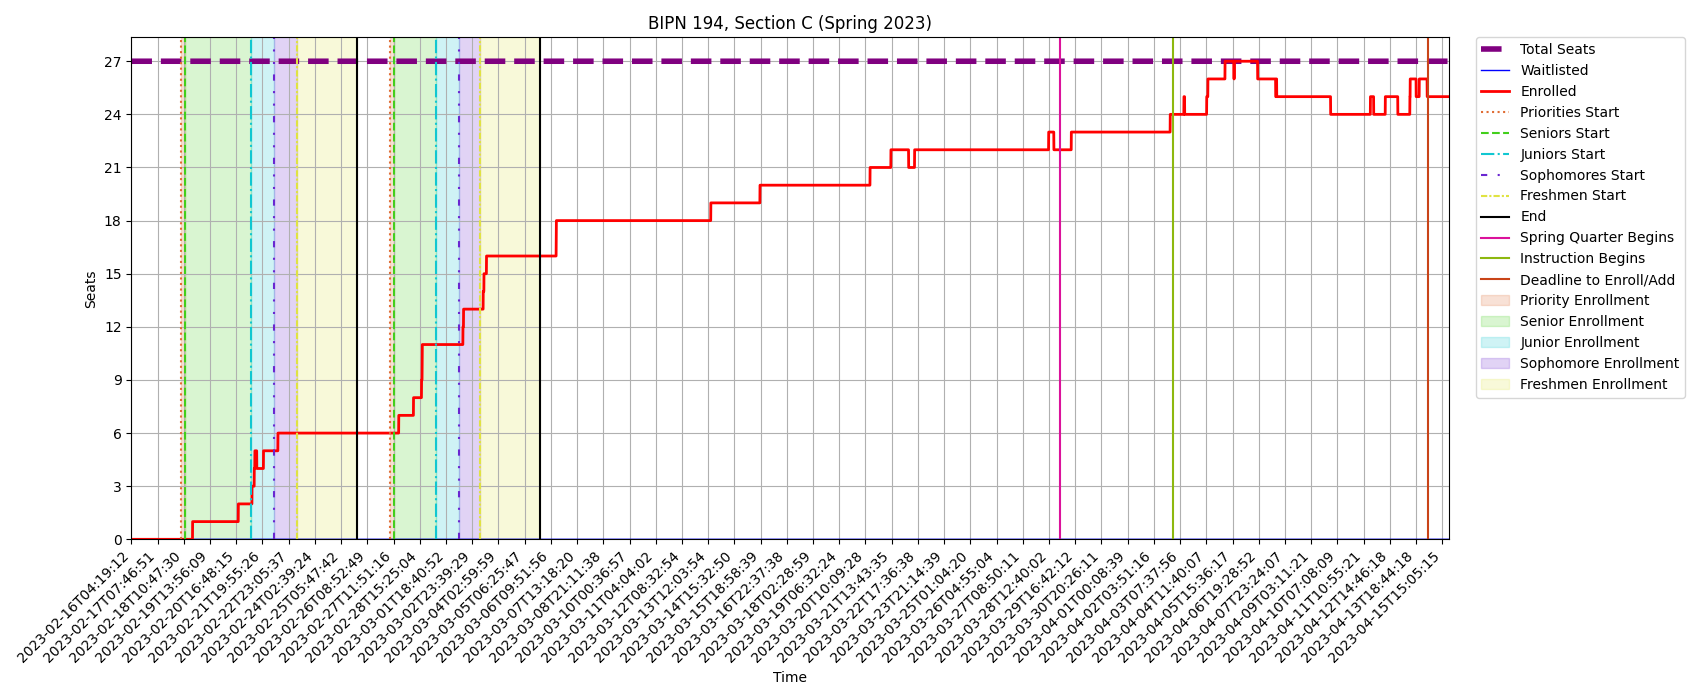 BIPN 194, Section C (Spring 2023)
Seats
27
24
21
18
15
12
9
6
3
0
2023-02-16T04:19:12
2023-02-17T07:46:51
2023-02-18T10:47:30
2023-02-19T13:56:09
2023-02-20T16:48:15
2023-02-21T19:55:26
2023-02-22T23:05:37
2023-02-24T02:39:24
2023-02-25T05:47:42
2023-02-26T08:52:49
2023-02-27T11:51:16
2023-02-28T15:25:04
2023-03-01T18:40:52
2023-03-02T23:39:29
2023-03-04T02:59:59
2023-03-05T06:25:47
2023-03-06T09:51:56
2023-03-07T13:18:20
2023-03-08T21:11:38
2023-03-10T00:36:57
2023-03-11T04:04:02
2023-03-12T08:32:54
2023-03-13T12:03:54
2023-03-14T15:32:50
2023-03-15T18:58:39
2023-03-16T22:37:38
2023-03-18T02:28:59
2023-03-19T06:32:24
2023-03-20T10:09:28
2023-03-21T13:43:35
2023-03-22T17:36:38
2023-03-23T21:14:39
2023-03-25T01:04:20
2023-03-26T04:55:04
2023-03-27T08:50:11
2023-03-28T12:40:02
2023-03-29T16:42:12
2023-03-30T20:26:11
2023-04-01T00:08:39
2023-04-02T03:51:16
2023-04-03T07:37:56
2023-04-04T11:40:07
2023-04-05T15:36:17
2023-04-06T19:28:52
2023-04-07T23:24:07
2023-04-09T03:11:21
2023-04-10T07:08:09
2023-04-11T10:55:21
2023-04-12T14:46:18
2023-04-13T18:44:18
2023-04-15T15:05:15
Time
Total Seats
Waitlisted
Enrolled
Priorities Start
Seniors Start
Juniors Start
Sophomores Start
Freshmen Start
End
Spring Quarter Begins
Instruction Begins
Deadline to Enroll/Add
Priority Enrollment
Senior Enrollment
Junior Enrollment
Sophomore Enrollment
Freshmen Enrollment